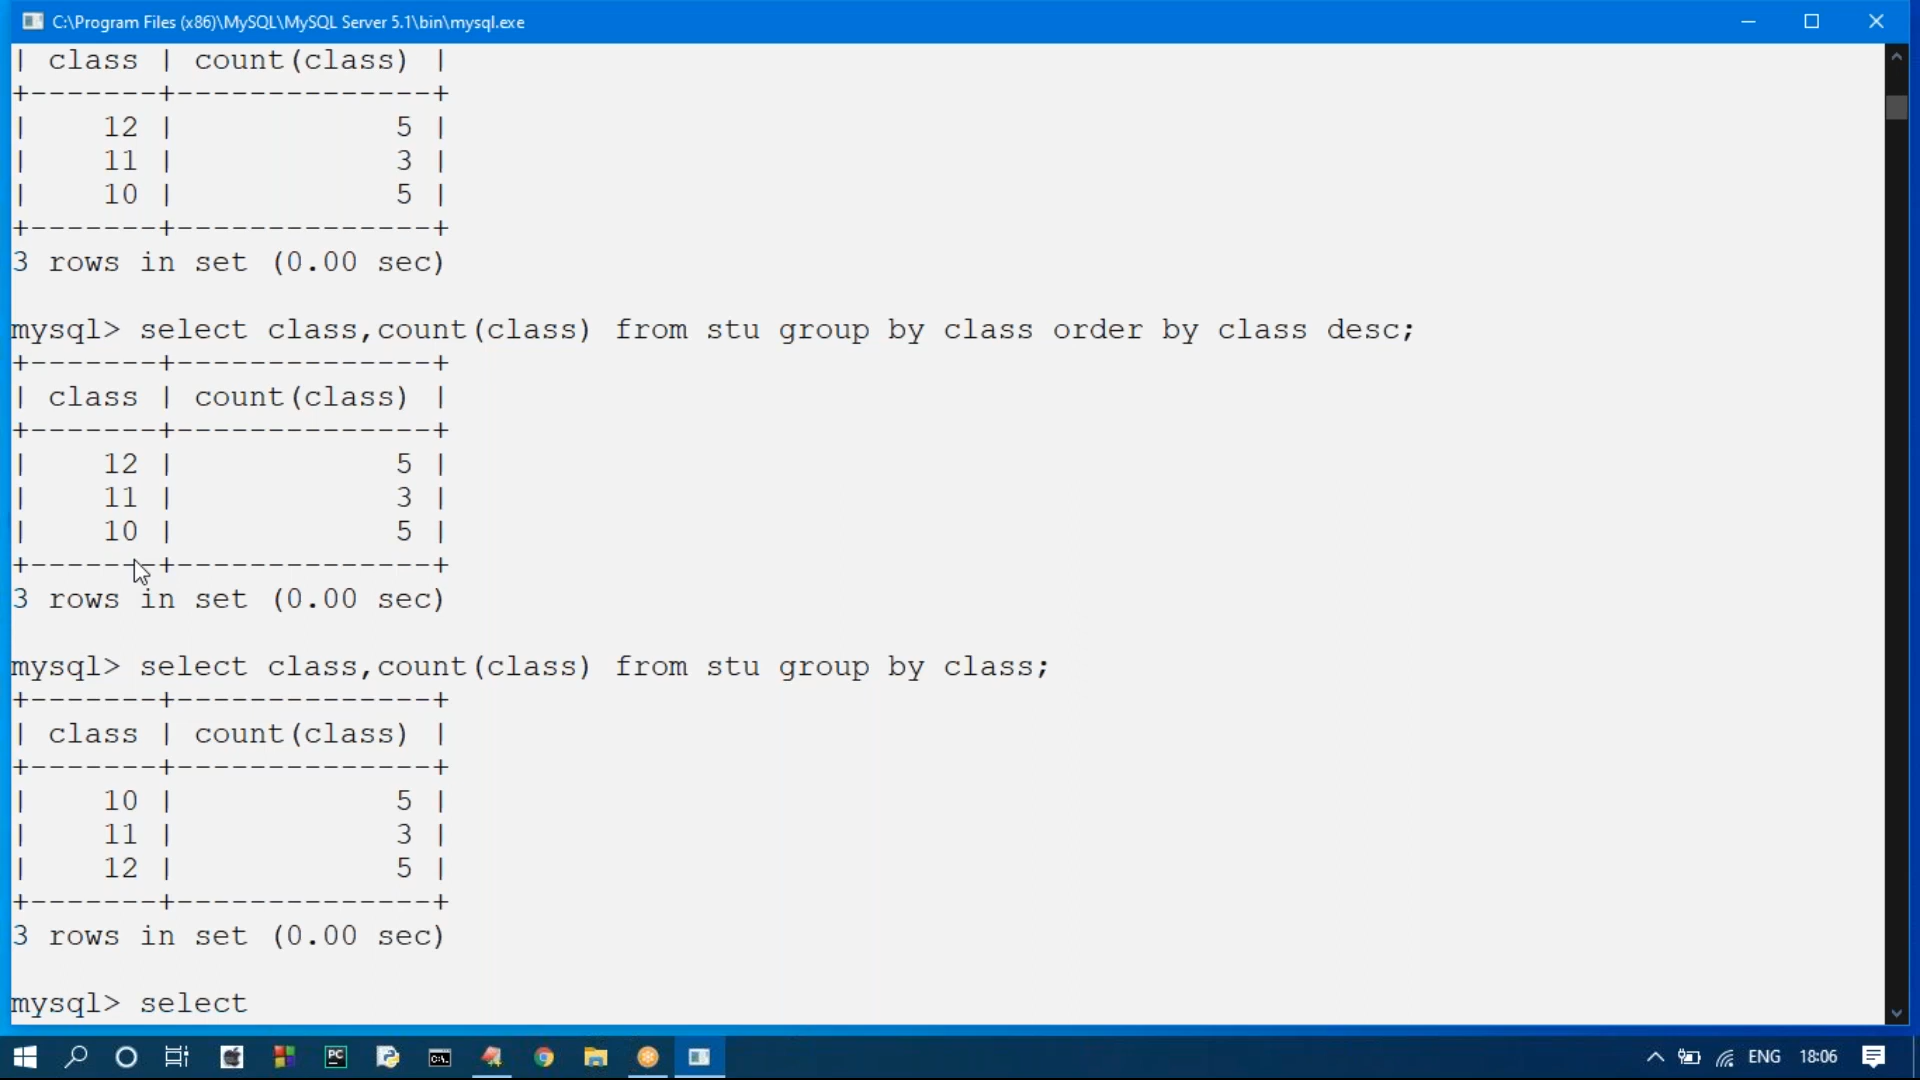 C:\Program Files (x86)\MySQL\MySQL Server 5.1\bin\mysql.exe
| class | count(class) |
+-------+--------------+
|    12 |            5 |
|    11 |            3 |
|    10 |            5 |
+-------+--------------+
3 rows in set (0.00 sec)
mysql> select class,count(class) from stu group by class order by class desc;
+-------+--------------+
| class | count(class) |
+-------+--------------+
|    12 |            5 |
|    11 |            3 |
|    10 |            5 |
+-------+--------------+
3 rows in set (0.00 sec)
mysql> select class,count(class) from stu group by class;
+-------+--------------+
| class | count(class) |
+-------+--------------+
|    10 |            5 |
|    11 |            3 |
|    12 |            5 |
+-------+--------------+
3 rows in set (0.00 sec)
mysql> select
PC
C:\.
ENG 18:06